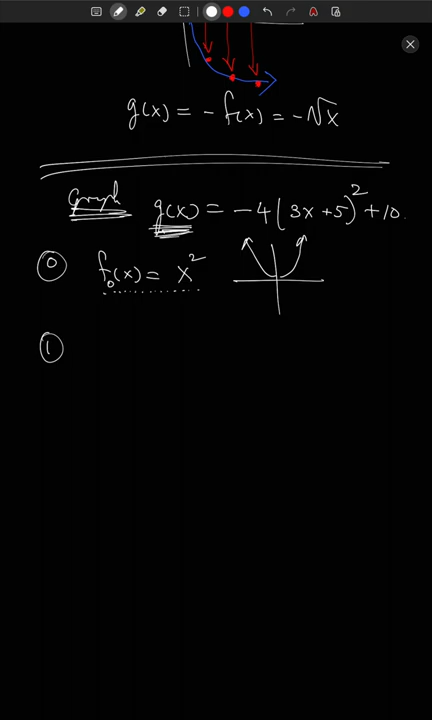 g(x) = - f(x) = -√x
Graph g(x) = -4(3x+5)² + 10.
⓪ f₀(x) = x²
①